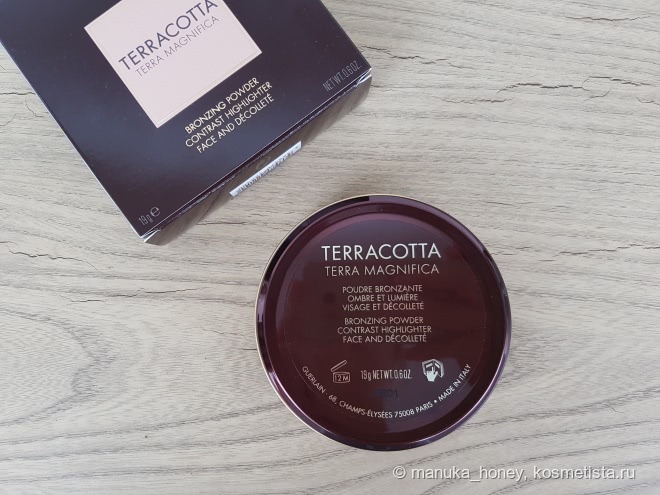 TERRACOTTA
TERRA MAGNIFICA
BRONZING POWDER
CONTRAST HIGHLIGHTER
FACE AND DÉCOLLETÉ
NET WT. 0.6 OZ.
19g e
TERRACOTTA
TERRA MAGNIFICA
POUDRE BRONZANTE
OMBRE ET LUMIÈRE
VISAGE ET DÉCOLLETÉ
BRONZING POWDER
CONTRAST HIGHLIGHTER
FACE AND DÉCOLLETÉ
12M
19g NET WT. 0.6 OZ.
GUERLAIN - 68, CHAMPS-ÉLYSÉES 75008 PARIS • MADE IN ITALY
© manuka_honey, kosmetista.ru